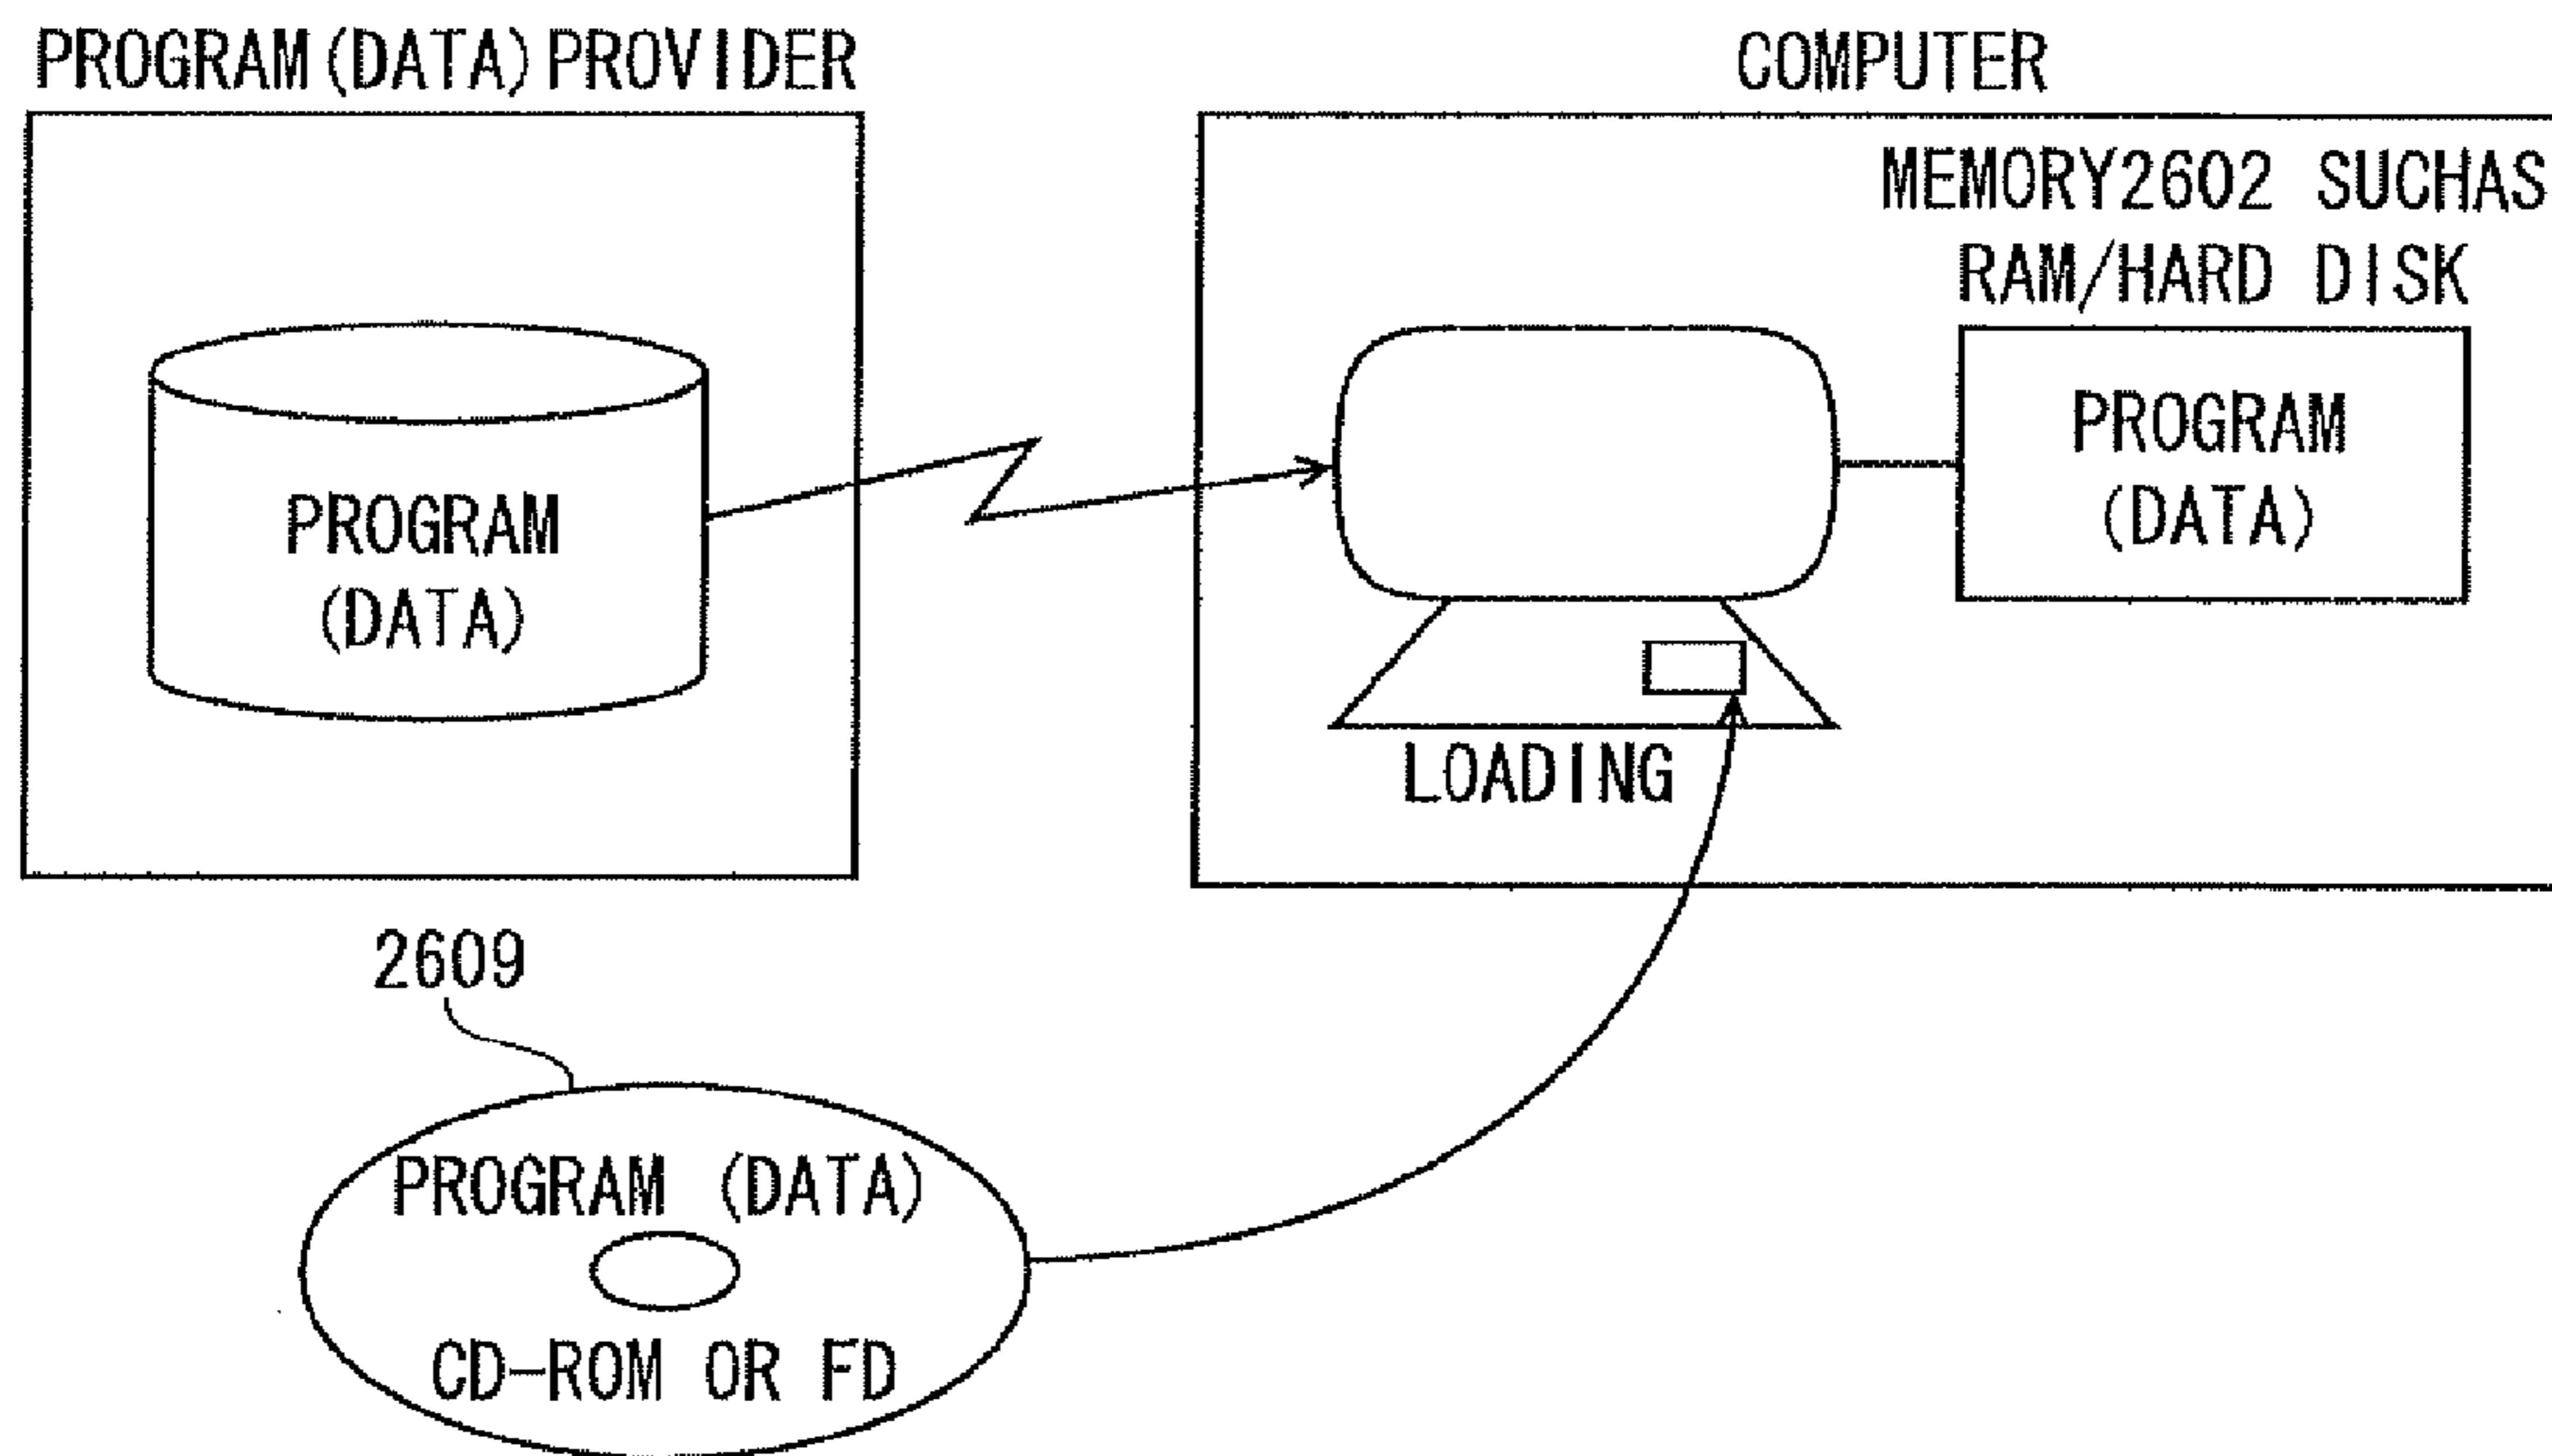 PROGRAM(DATA)PROVIDER
COMPUTER
MEMORY2602 SUCHAS
RAM/HARD DISK
PROGRAM
(DATA)
PROGRAM
(DATA)
LOADING
2609
PROGRAM (DATA)
CD-ROM OR FD